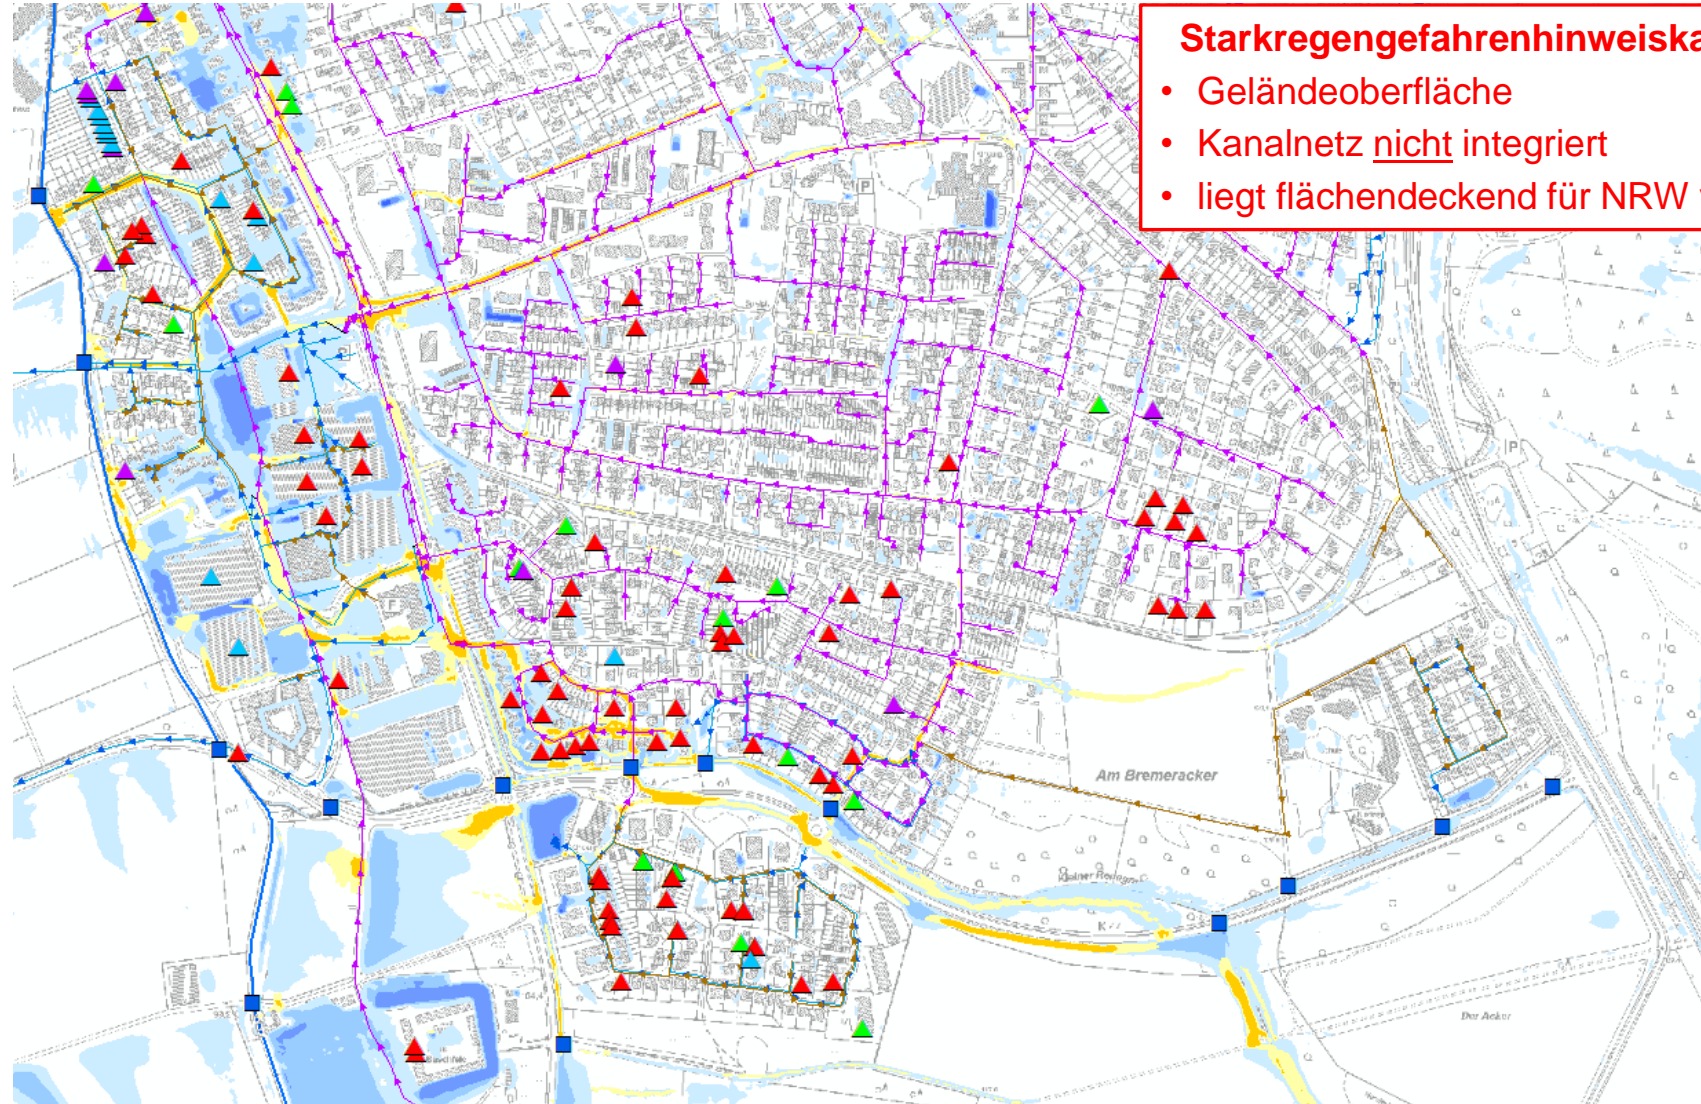 Starkregengefahrenhinweiska
• Geländeoberfläche
• Kanalnetz nicht integriert
• liegt flächendeckend für NRW
P
P
P
Am Bremeracker
Der Acker